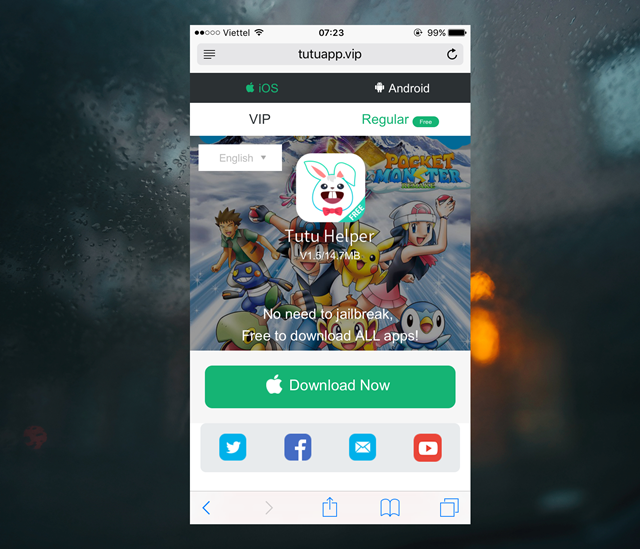 Viettel 07:23 99%
tutuapp.vip
iOS Android
VIP Regular Free
English
POCKET MONSTER
FREE
Tutu Helper
V1.5/14.7MB
No need to jailbreak,
Free to download ALL apps!
Download Now